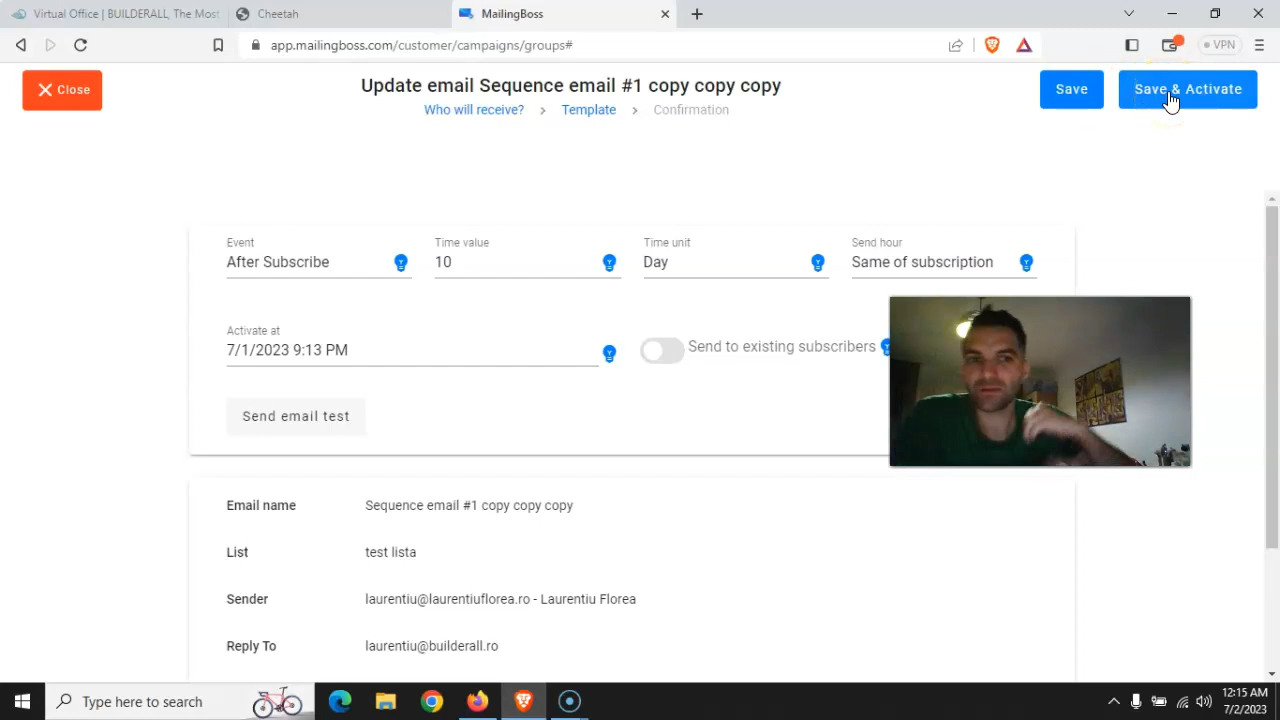 Virtual Office | BUILDERALL, The Most
Cheetah
MailingBoss
app.mailingboss.com/customer/campaigns/groups#
VPN
Close
Update email Sequence email #1 copy copy copy
Save
Save & Activate
Who will receive? > Template > Confirmation
Event
Time value
Time unit
Send hour
After Subscribe
10
Day
Same of subscription
Activate at
7/1/2023 9:13 PM
Send to existing subscribers
Send email test
Email name Sequence email #1 copy copy copy
List test lista
Sender laurentiu@laurentiuflorea.ro - Laurentiu Florea
Reply To laurentiu@builderall.ro
Type here to search
12:15 AM
7/2/2023